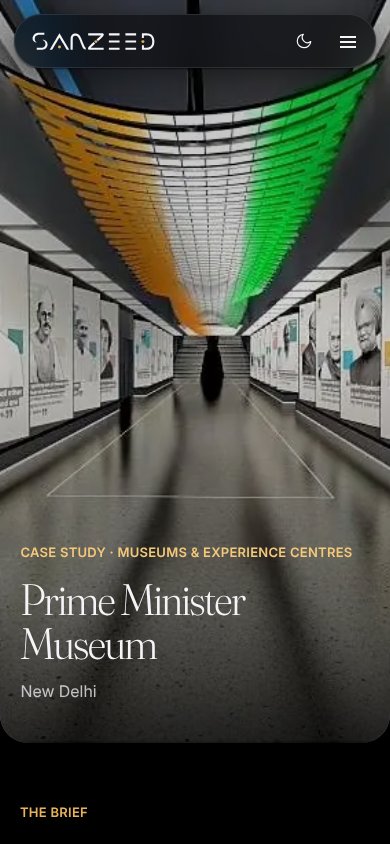 SANZEED
CASE STUDY · MUSEUMS & EXPERIENCE CENTRES
Prime Minister
Museum
New Delhi
THE BRIEF